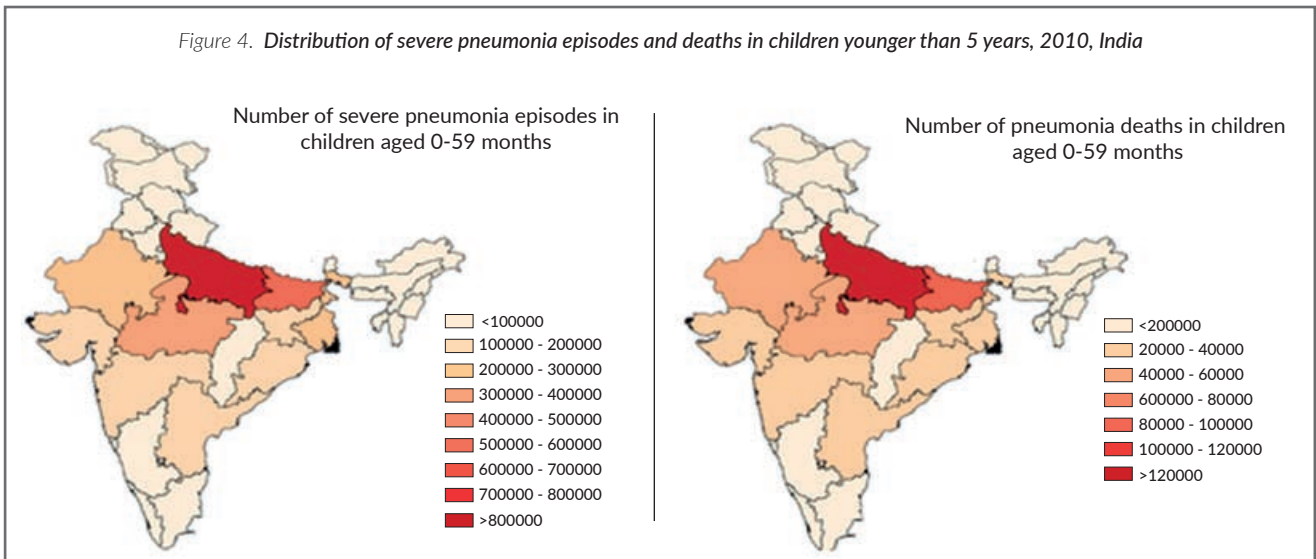 Figure 4. Distribution of severe pneumonia episodes and deaths in children younger than 5 years, 2010, India
Number of severe pneumonia episodes in
children aged 0-59 months
<100000
100000 - 200000
200000 - 300000
300000 - 400000
400000 - 500000
500000 - 600000
600000 - 700000
700000 - 800000
>800000
Number of pneumonia deaths in children
aged 0-59 months
<200000
20000 - 40000
40000 - 60000
600000 - 80000
80000 - 100000
100000 - 120000
>120000